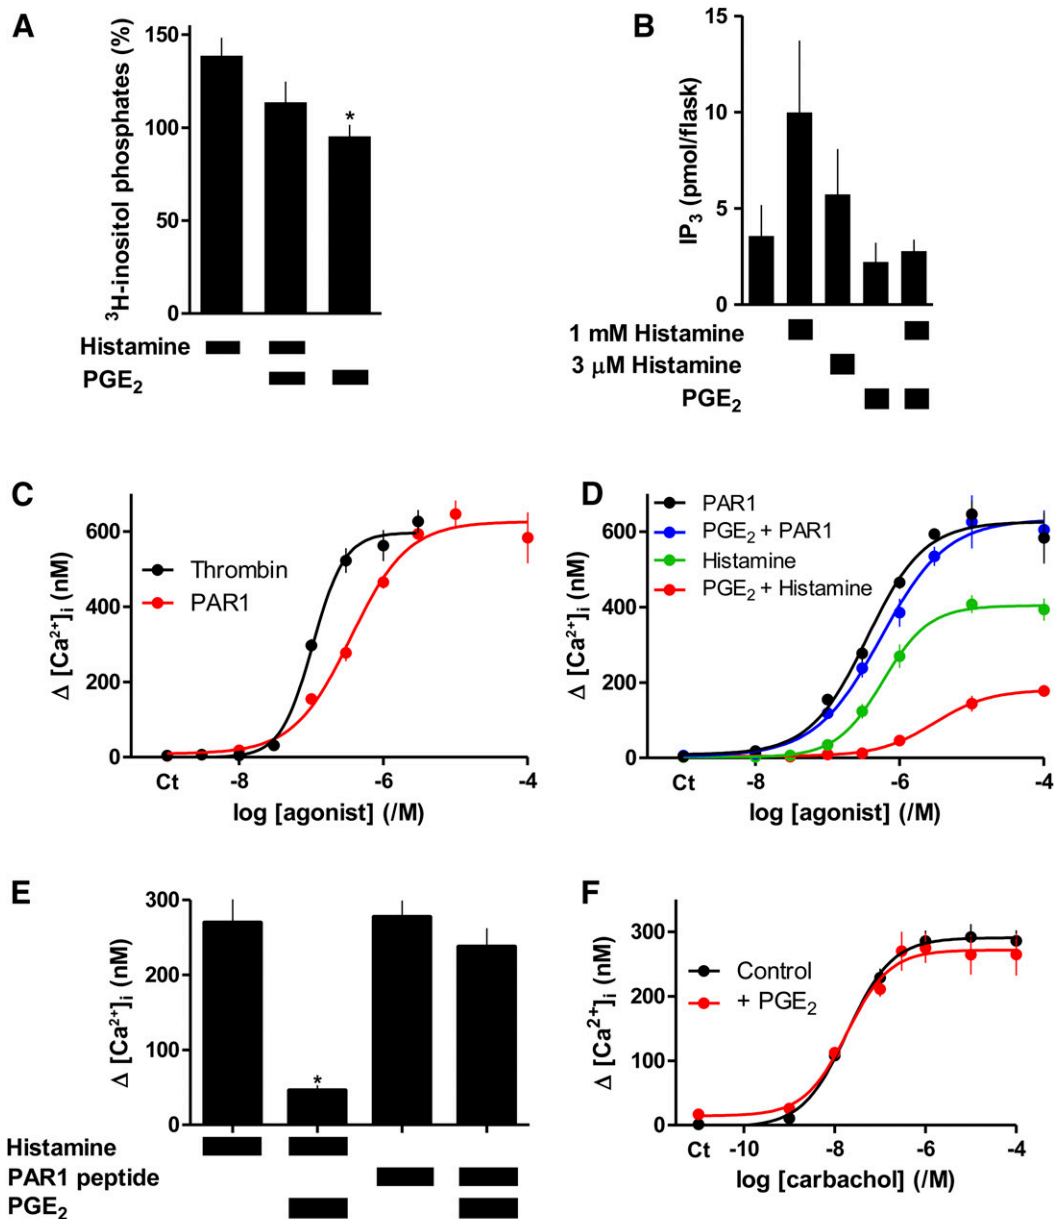 A
³H-inositol phosphates (%)
150
100
50
0
*
Histamine
PGE₂
B
IP₃ (pmol/flask)
15
10
5
0
1 mM Histamine
3 μM Histamine
PGE₂
C
Δ [Ca²⁺]ᵢ (nM)
600
400
200
0
Thrombin
PAR1
Ct -8 -6 -4
log [agonist] (/M)
D
Δ [Ca²⁺]ᵢ (nM)
600
400
200
0
PAR1
PGE₂ + PAR1
Histamine
PGE₂ + Histamine
Ct -8 -6 -4
log [agonist] (/M)
E
Δ [Ca²⁺]ᵢ (nM)
300
200
100
0
*
Histamine
PAR1 peptide
PGE₂
F
Δ [Ca²⁺]ᵢ (nM)
300
200
100
0
Control
+ PGE₂
Ct -10 -8 -6 -4
log [carbachol] (/M)